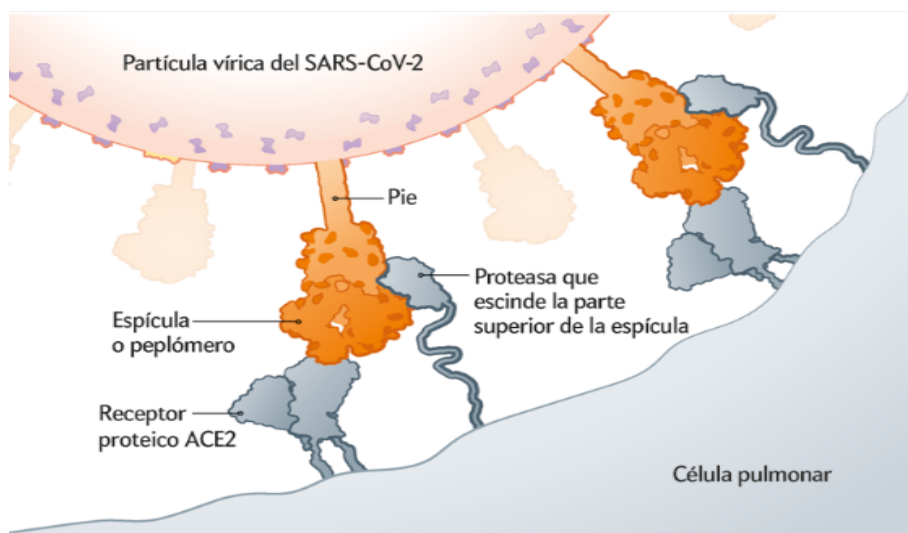 Partícula vírica del SARS-CoV-2
Pie
Proteasa que
escinde la parte
superior de la espícula
Espícula
o peplómero
Receptor
proteico ACE2
Célula pulmonar